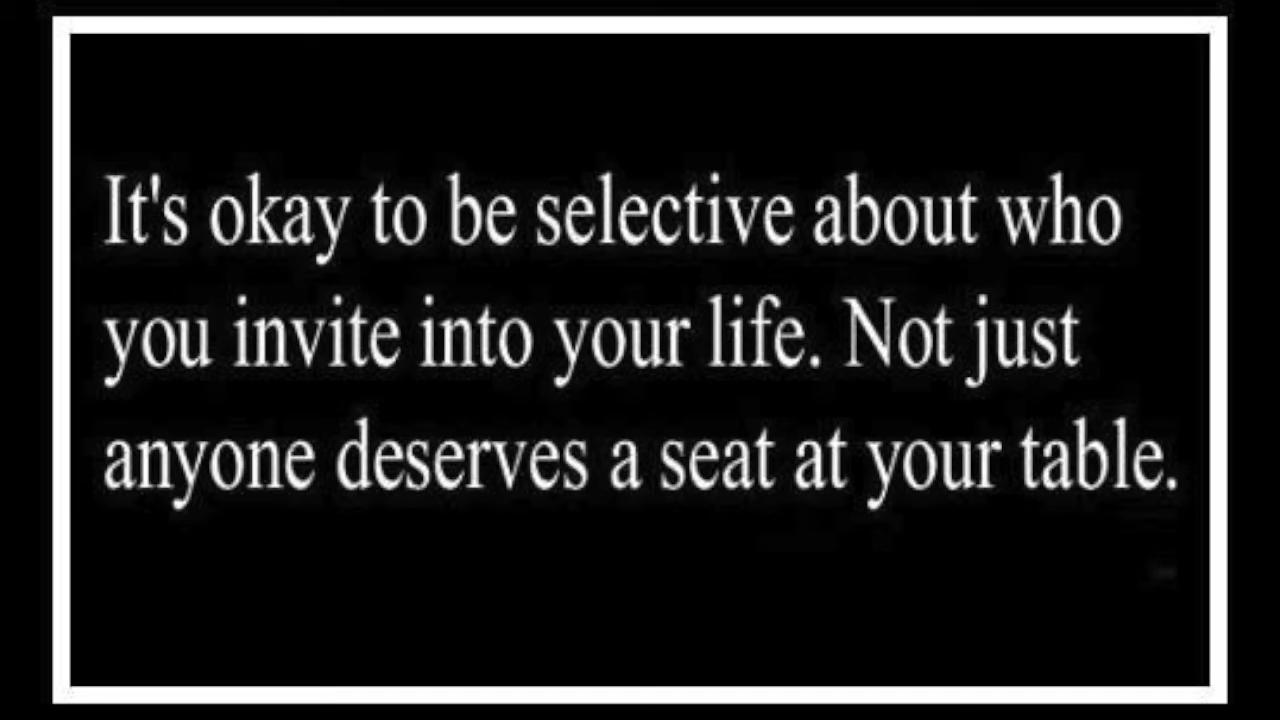 It's okay to be selective about who
you invite into your life. Not just
anyone deserves a seat at your table.